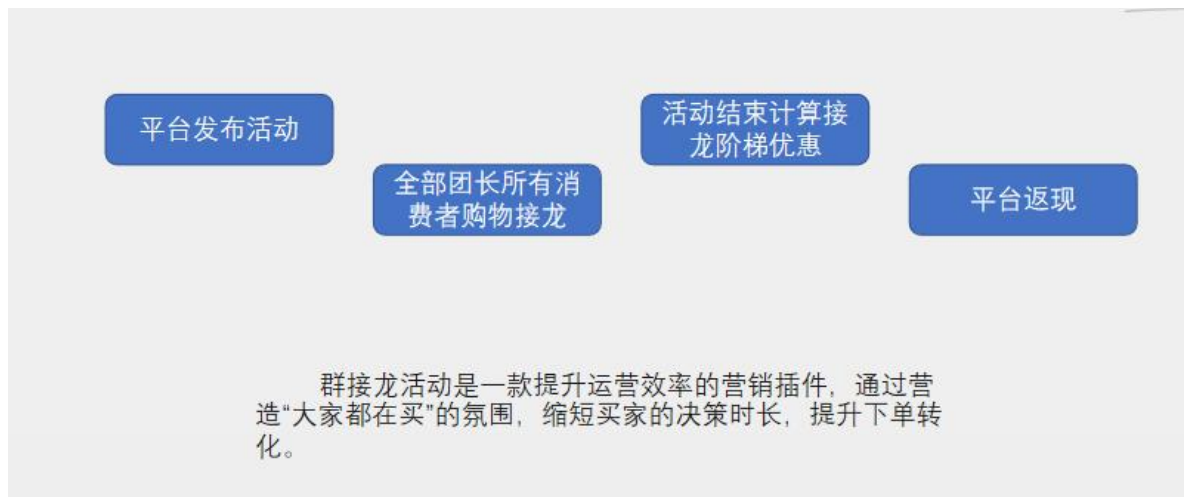 平台发布活动
全部团长所有消
费者购物接龙
活动结束计算接
龙阶梯优惠
平台返现
群接龙活动是一款提升运营效率的营销插件，通过营
造“大家都在买”的氛围，缩短买家的决策时长，提升下单转
化。